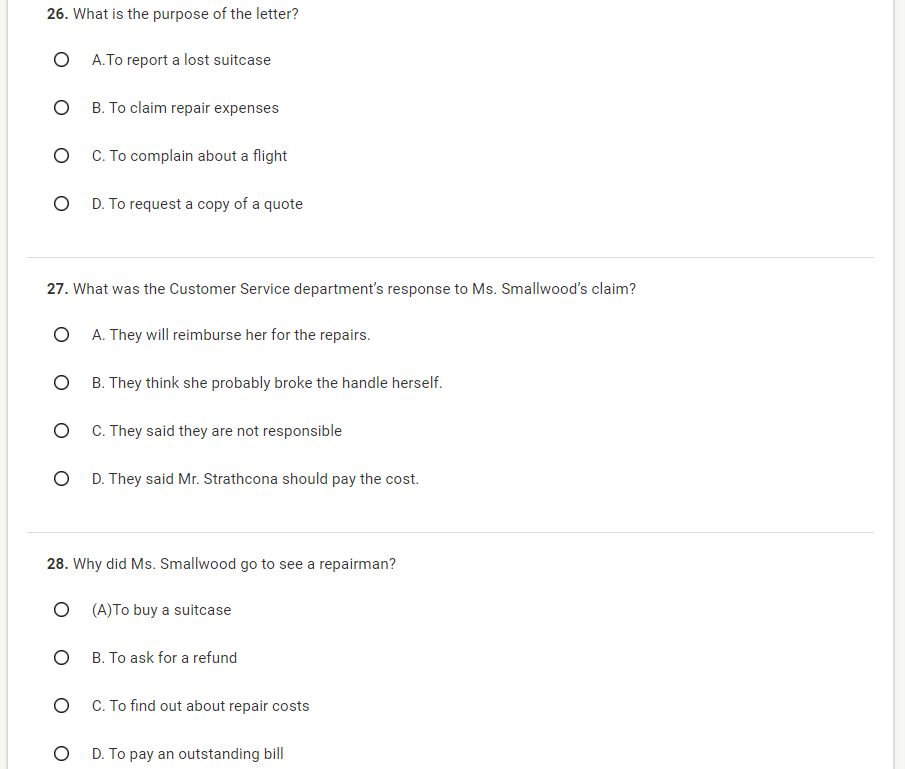 26. What is the purpose of the letter?
A.To report a lost suitcase
B. To claim repair expenses
C. To complain about a flight
D. To request a copy of a quote
27. What was the Customer Service department's response to Ms. Smallwood's claim?
A. They will reimburse her for the repairs.
B. They think she probably broke the handle herself.
C. They said they are not responsible
D. They said Mr. Strathcona should pay the cost.
28. Why did Ms. Smallwood go to see a repairman?
(A)To buy a suitcase
B. To ask for a refund
C. To find out about repair costs
D. To pay an outstanding bill